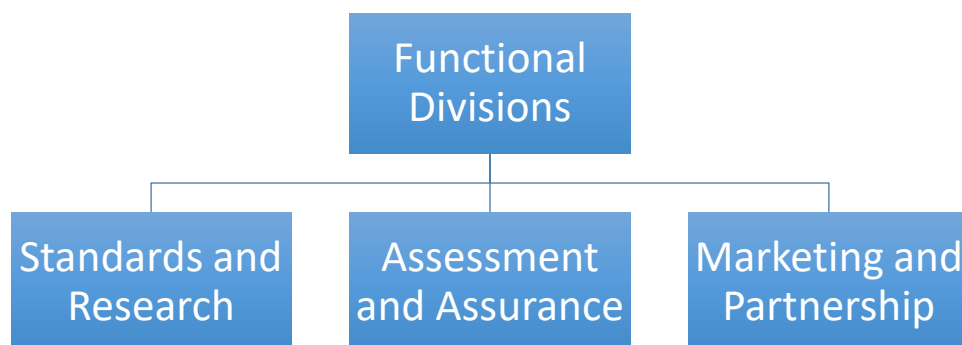 Functional
Divisions
Standards and
Research
Assessment
and Assurance
Marketing and
Partnership